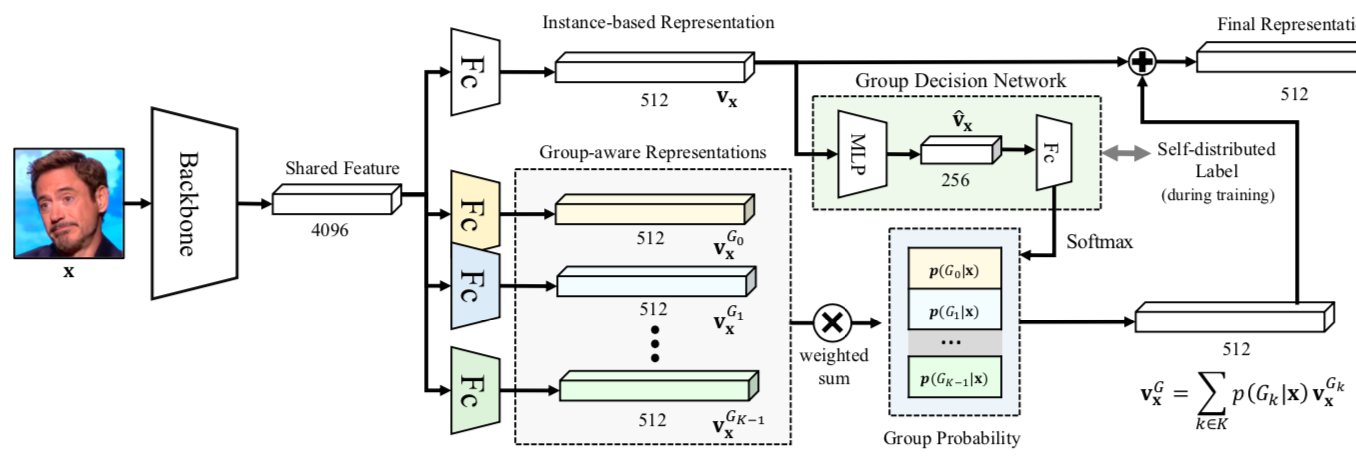 Instance-based Representation
Fc
512
v_x
Final Representati
512
Group Decision Network
MLP
v̂_x
256
Fc
Self-distributed
Label
(during training)
Softmax
x
Backbone
Shared Feature
4096
Group-aware Representations
Fc
512
v_x^{G_0}
Fc
512
v_x^{G_1}
Fc
512
v_x^{G_{K-1}}
weighted
sum
p(G_0|x)
p(G_1|x)
...
p(G_{K-1}|x)
Group Probability
512
v_x^G = ∑_{k∈K} p(G_k|x) v_x^{G_k}